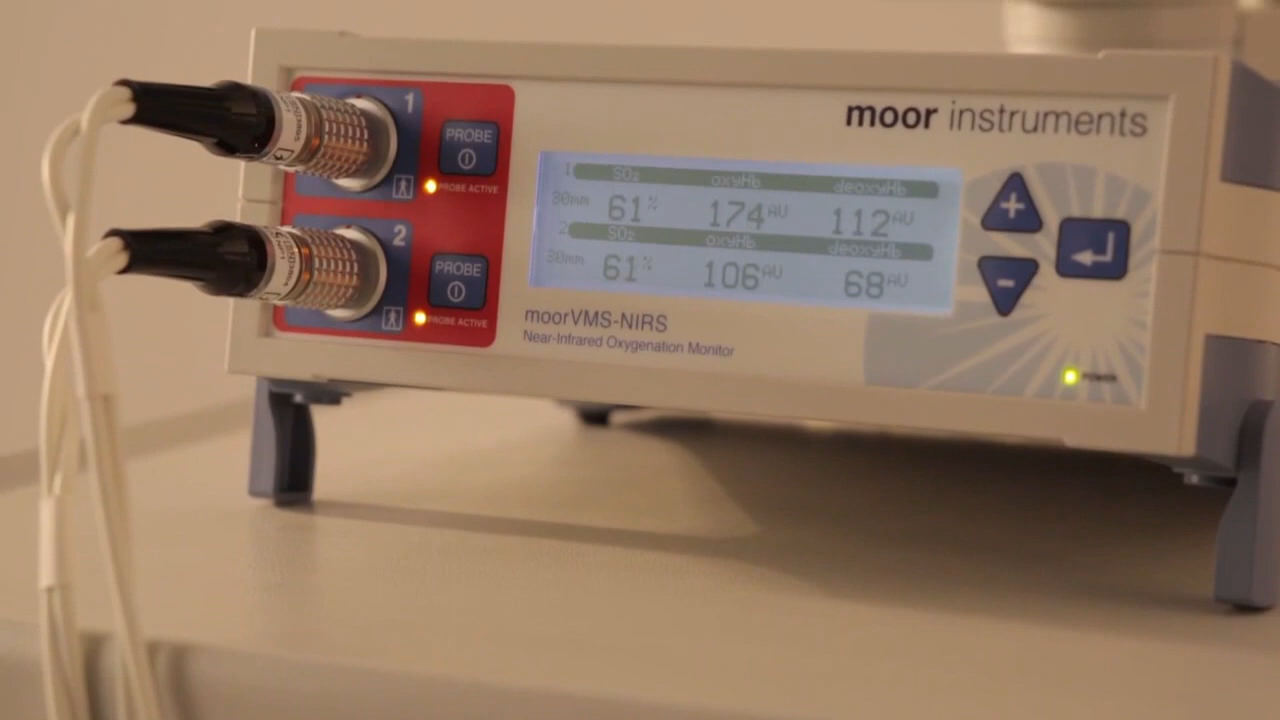 moor instruments
1
PROBE
PROBE ACTIVE
2
PROBE
PROBE ACTIVE
1 SO₂ oxyHb deoxyHb
30mm 61% 174AU 112AU
2 SO₂ oxyHb deoxyHb
30mm 61% 106AU 68AU
moorVMS-NIRS
Near-Infrared Oxygenation Monitor
+
-
POWER